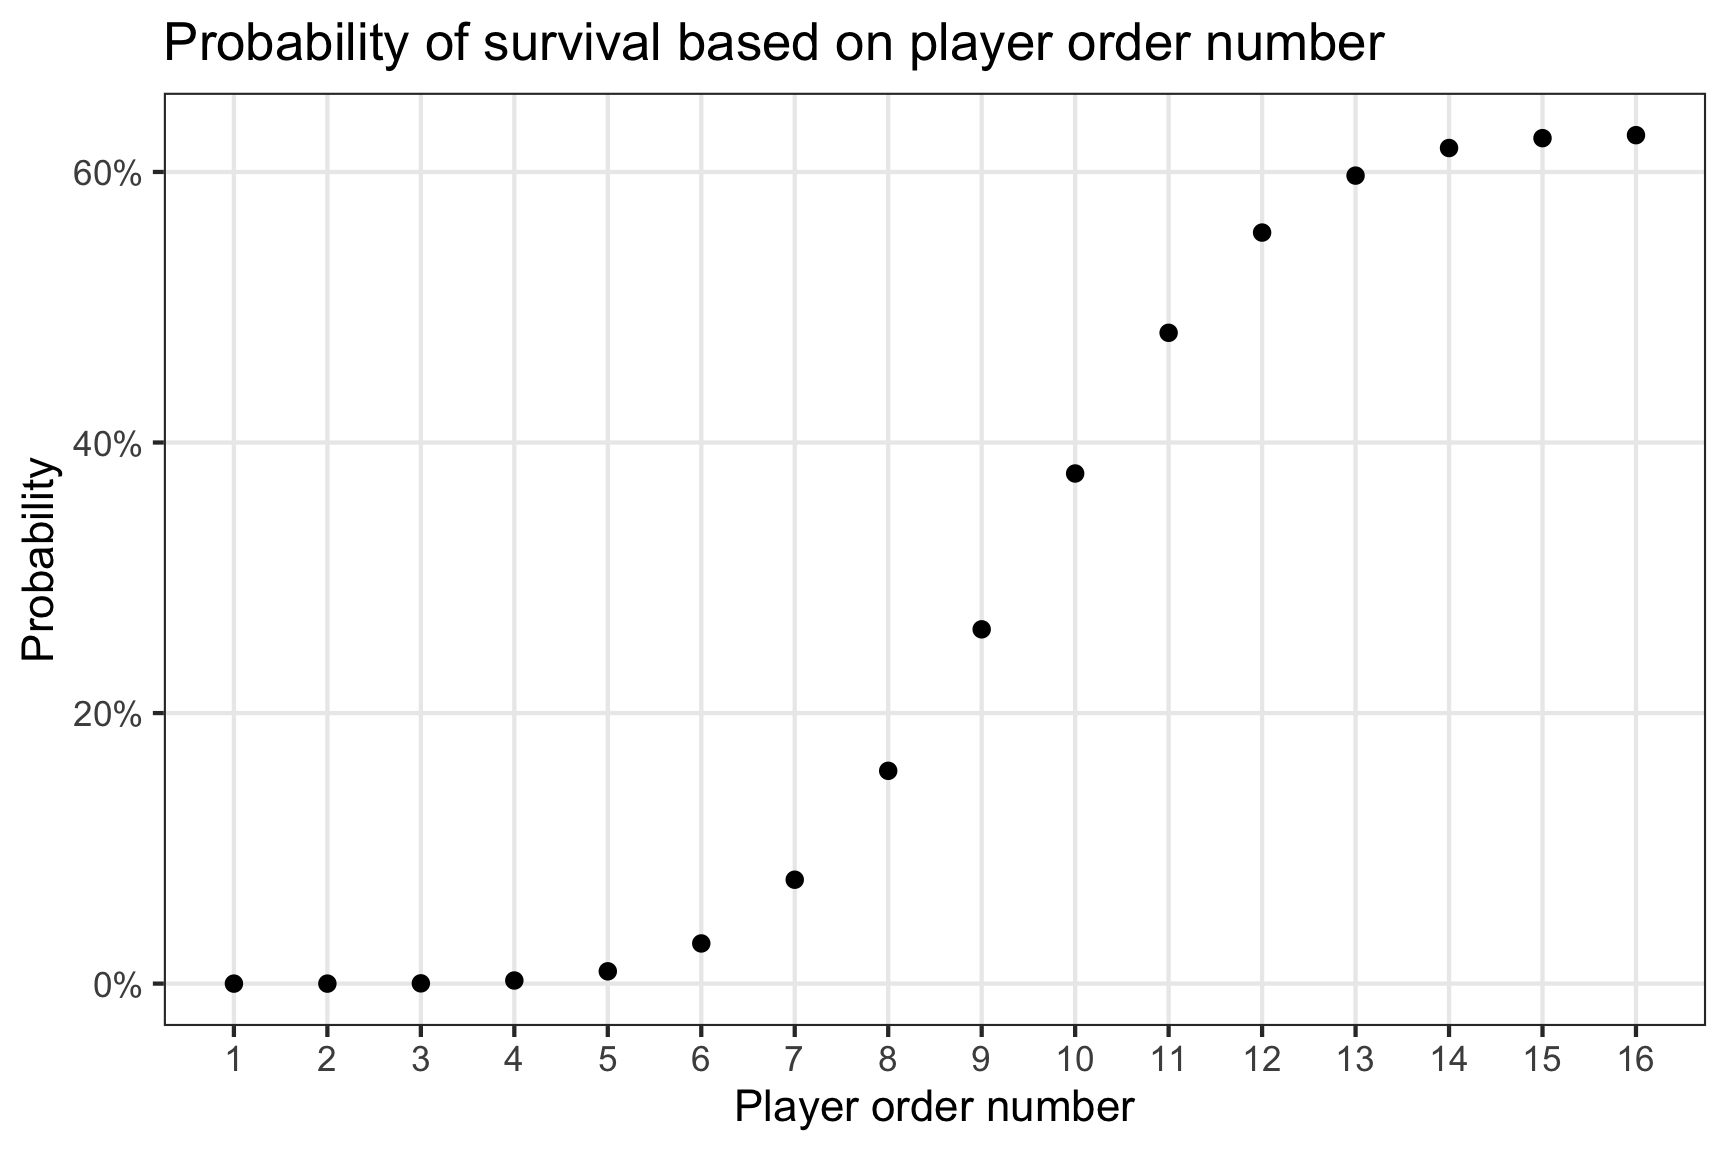 Probability of survival based on player order number
Probability
60%
40%
20%
0%
1 2 3 4 5 6 7 8 9 10 11 12 13 14 15 16
Player order number